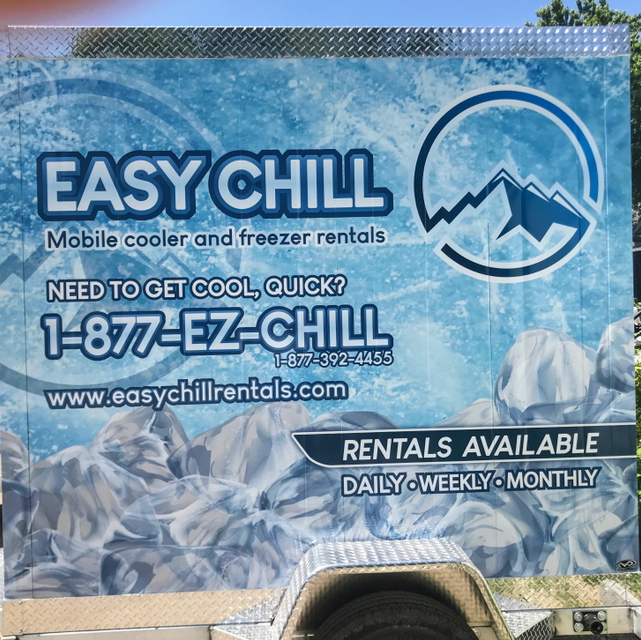 EASY CHILL
Mobile cooler and freezer rentals
NEED TO GET COOL, QUICK?
1-877-EZ-CHILL
1-877-392-4455
www.easychillrentals.com
RENTALS AVAILABLE
DAILY • WEEKLY • MONTHLY